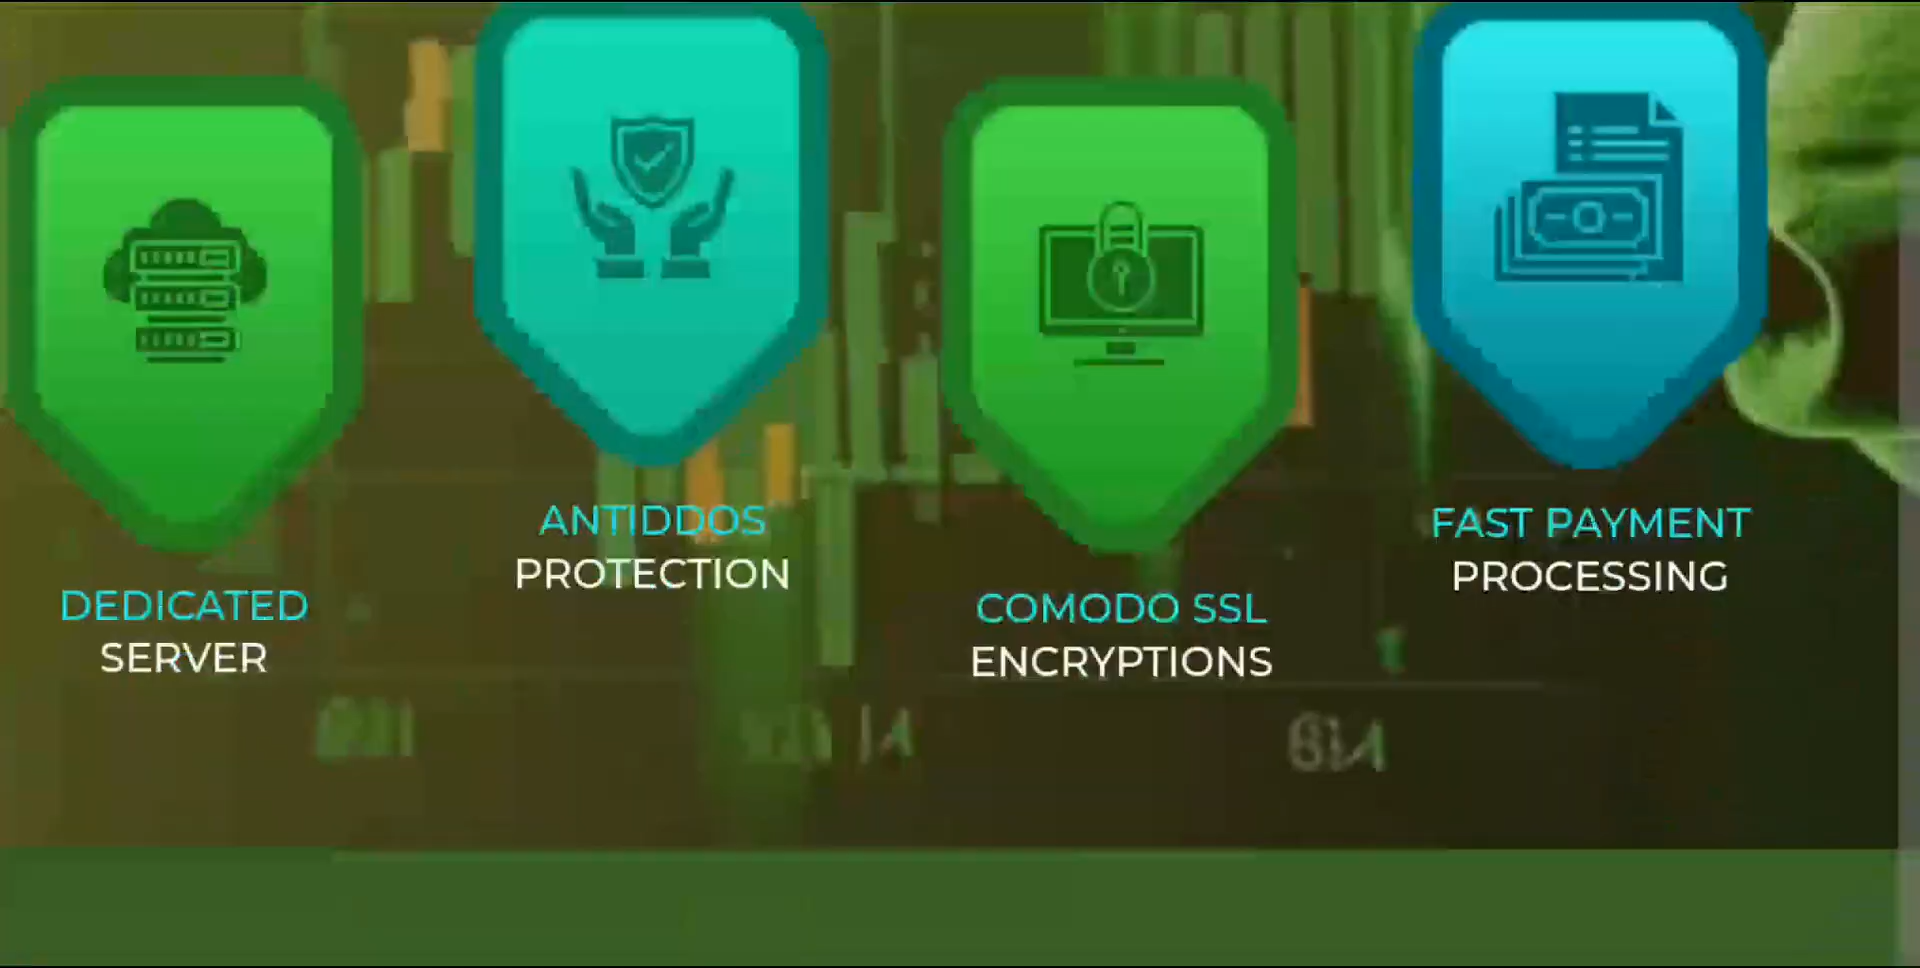 DEDICATED
SERVER
ANTIDDOS
PROTECTION
COMODO SSL
ENCRYPTIONS
FAST PAYMENT
PROCESSING